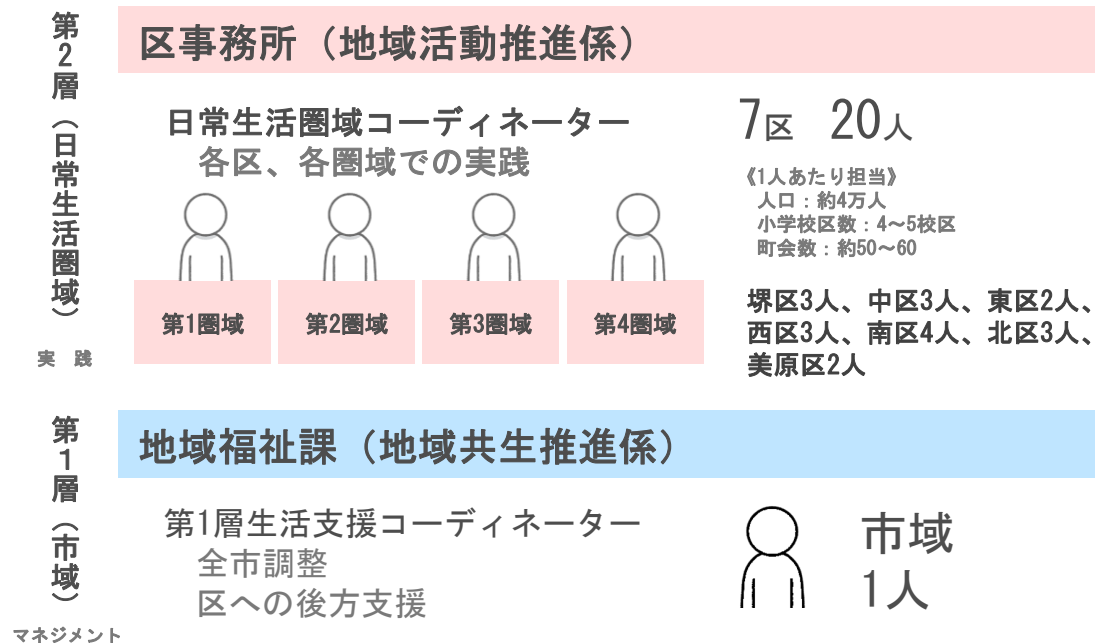 第2層（日常生活圏域）
実　践
区事務所（地域活動推進係）
日常生活圏域コーディネーター
各区、各圏域での実践
第1圏域
第2圏域
第3圏域
第4圏域
7区　20人
《1人あたり担当》
人口：約4万人
小学校区数：4～5校区
町会数：約50～60
堺区3人、中区3人、東区2人、
西区3人、南区4人、北区3人、
美原区2人
第1層（市域）
マネジメント
地域福祉課（地域共生推進係）
第1層生活支援コーディネーター
全市調整
区への後方支援
市域
1人